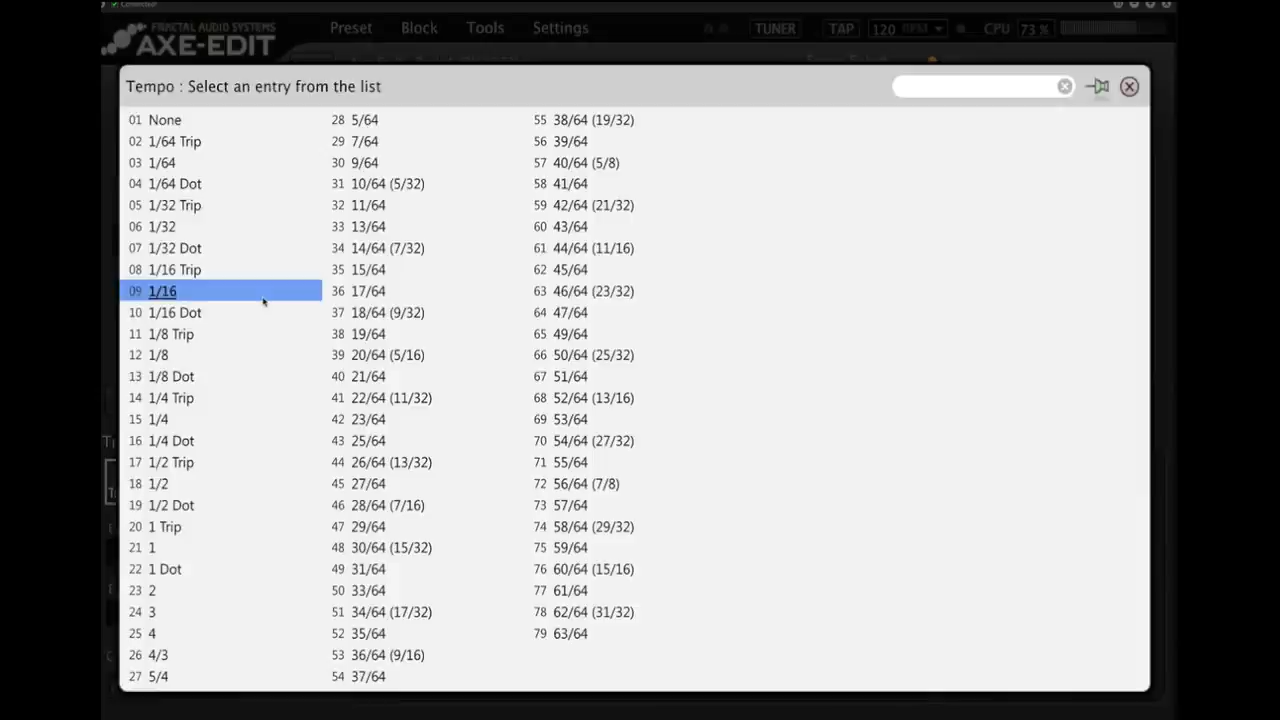 Connected!
FRACTAL AUDIO SYSTEMS
AXE-EDIT
Preset Block Tools Settings TUNER TAP 120 BPM CPU 73 %
Tempo : Select an entry from the list
01 None
02 1/64 Trip
03 1/64
04 1/64 Dot
05 1/32 Trip
06 1/32
07 1/32 Dot
08 1/16 Trip
09 1/16
10 1/16 Dot
11 1/8 Trip
12 1/8
13 1/8 Dot
14 1/4 Trip
15 1/4
16 1/4 Dot
17 1/2 Trip
18 1/2
19 1/2 Dot
20 1 Trip
21 1
22 1 Dot
23 2
24 3
25 4
26 4/3
27 5/4
28 5/64
29 7/64
30 9/64
31 10/64 (5/32)
32 11/64
33 13/64
34 14/64 (7/32)
35 15/64
36 17/64
37 18/64 (9/32)
38 19/64
39 20/64 (5/16)
40 21/64
41 22/64 (11/32)
42 23/64
43 25/64
44 26/64 (13/32)
45 27/64
46 28/64 (7/16)
47 29/64
48 30/64 (15/32)
49 31/64
50 33/64
51 34/64 (17/32)
52 35/64
53 36/64 (9/16)
54 37/64
55 38/64 (19/32)
56 39/64
57 40/64 (5/8)
58 41/64
59 42/64 (21/32)
60 43/64
61 44/64 (11/16)
62 45/64
63 46/64 (23/32)
64 47/64
65 49/64
66 50/64 (25/32)
67 51/64
68 52/64 (13/16)
69 53/64
70 54/64 (27/32)
71 55/64
72 56/64 (7/8)
73 57/64
74 58/64 (29/32)
75 59/64
76 60/64 (15/16)
77 61/64
78 62/64 (31/32)
79 63/64